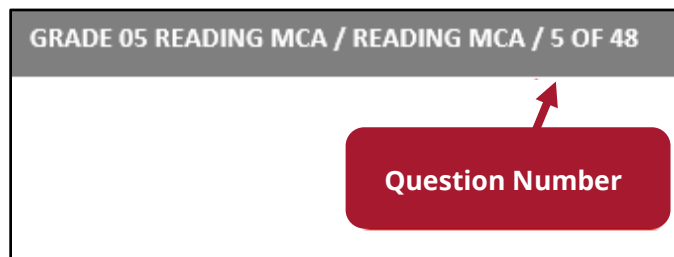 GRADE 05 READING MCA / READING MCA / 5 OF 48
Question Number